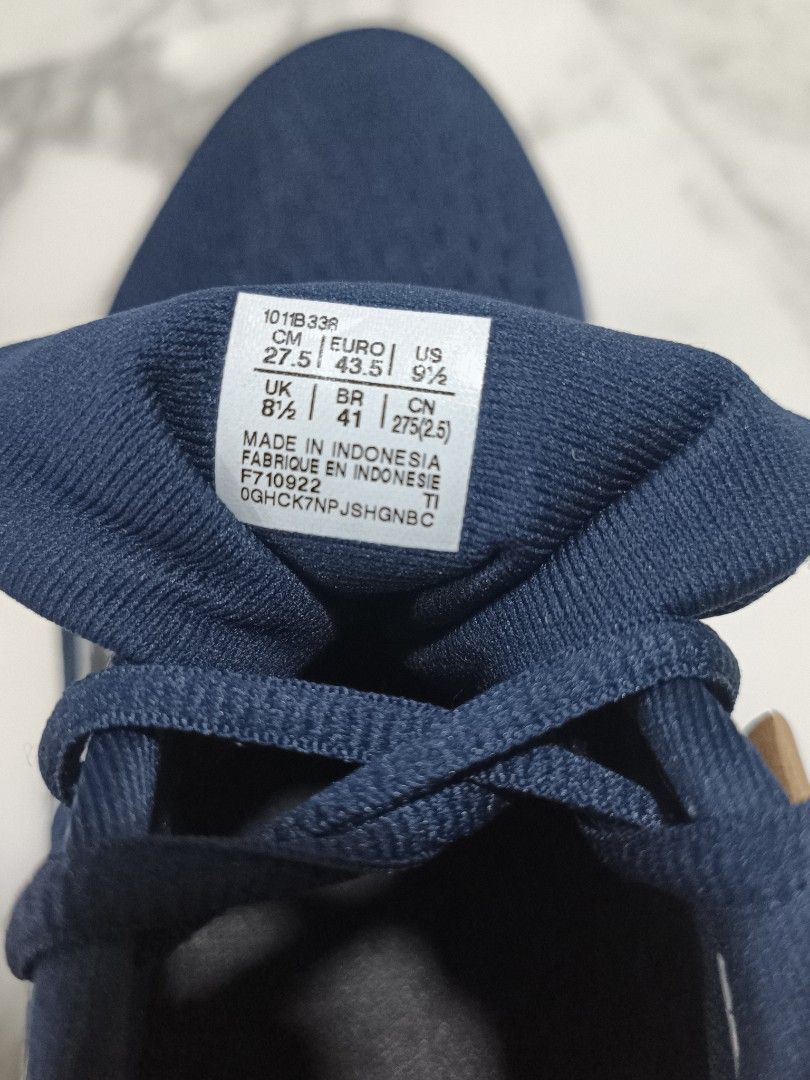 1011B338
CM 27.5 | EURO 43.5 | US 9½
UK 8½ | BR 41 | CN 275(2.5)
MADE IN INDONESIA
FABRIQUE EN INDONESIE
F710922 TI
0GHCK7NPJSHGNBC